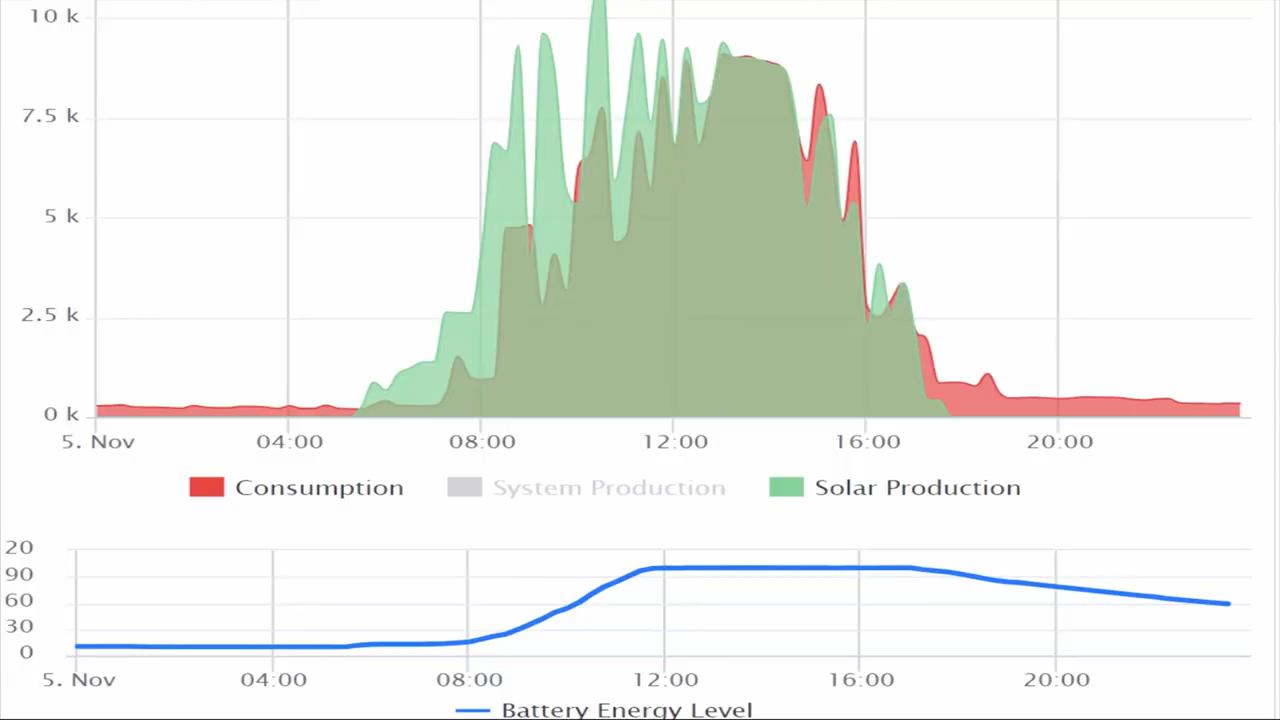 10 k
7.5 k
5 k
2.5 k
0 k
5. Nov 04:00 08:00 12:00 16:00 20:00
Consumption System Production Solar Production
20
90
60
30
0
5. Nov 04:00 08:00 12:00 16:00 20:00
Battery Energy Level